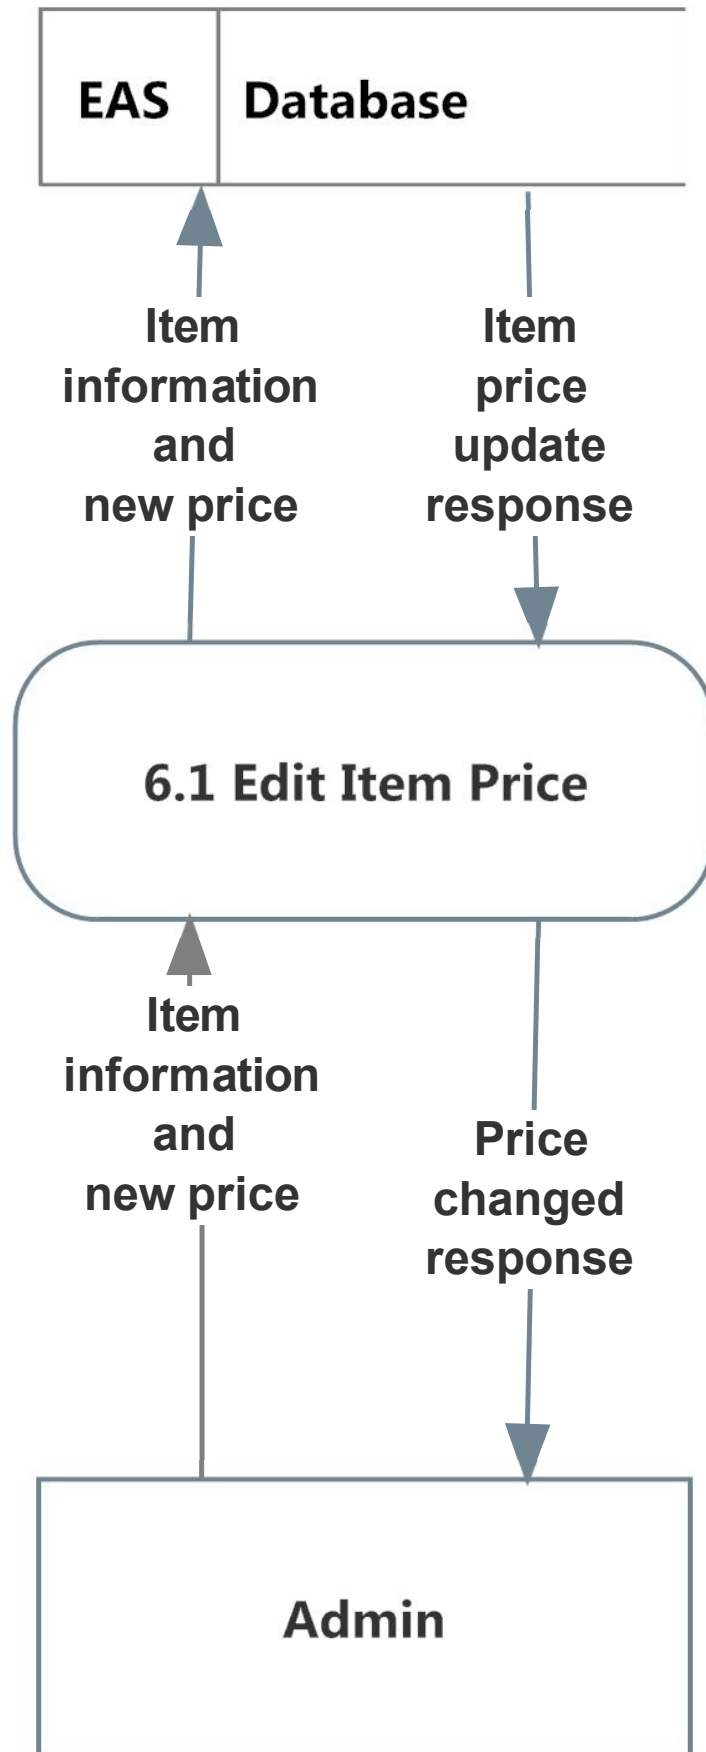 EAS Database
Item
information
and
new price
Item
price
update
response
6.1 Edit Item Price
Item
information
and
new price
Price
changed
response
Admin